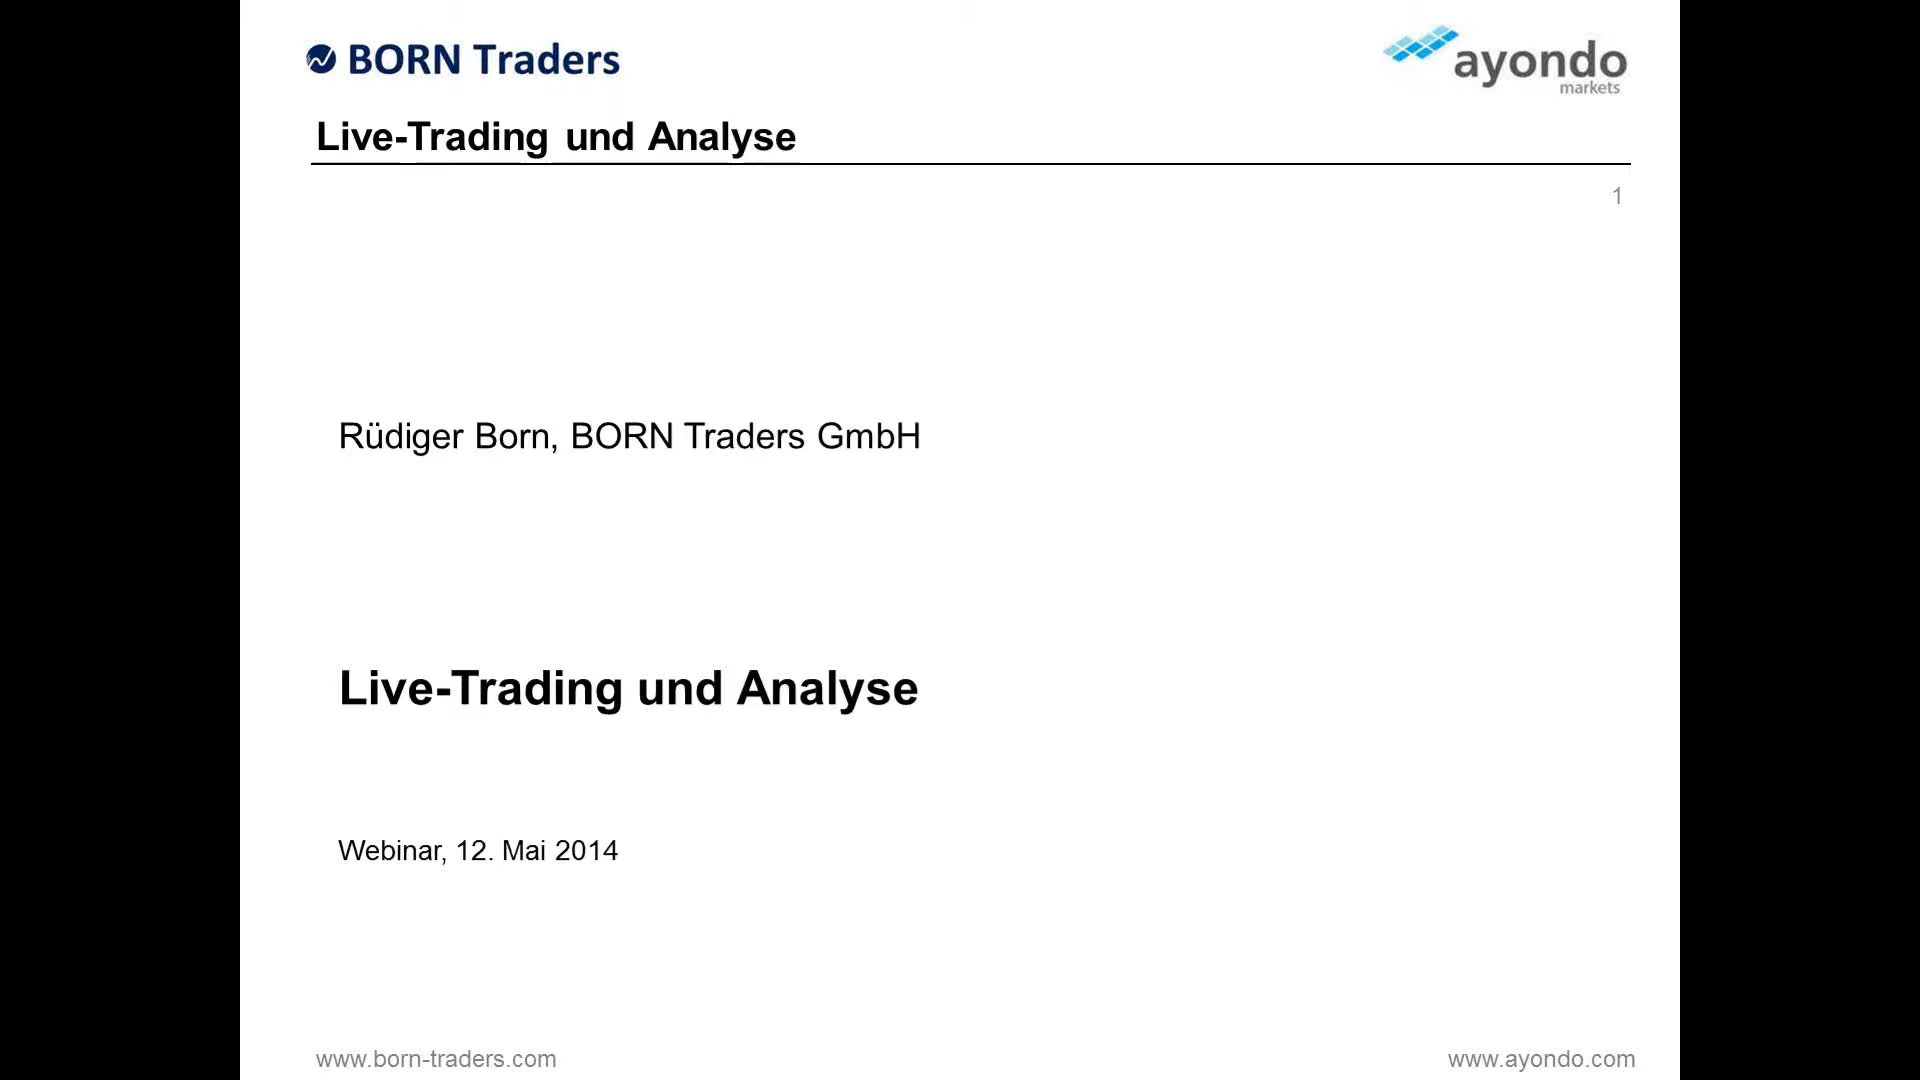 BORN Traders
ayondo
markets
Live-Trading und Analyse
1
Rüdiger Born, BORN Traders GmbH
Live-Trading und Analyse
Webinar, 12. Mai 2014
www.born-traders.com
www.ayondo.com